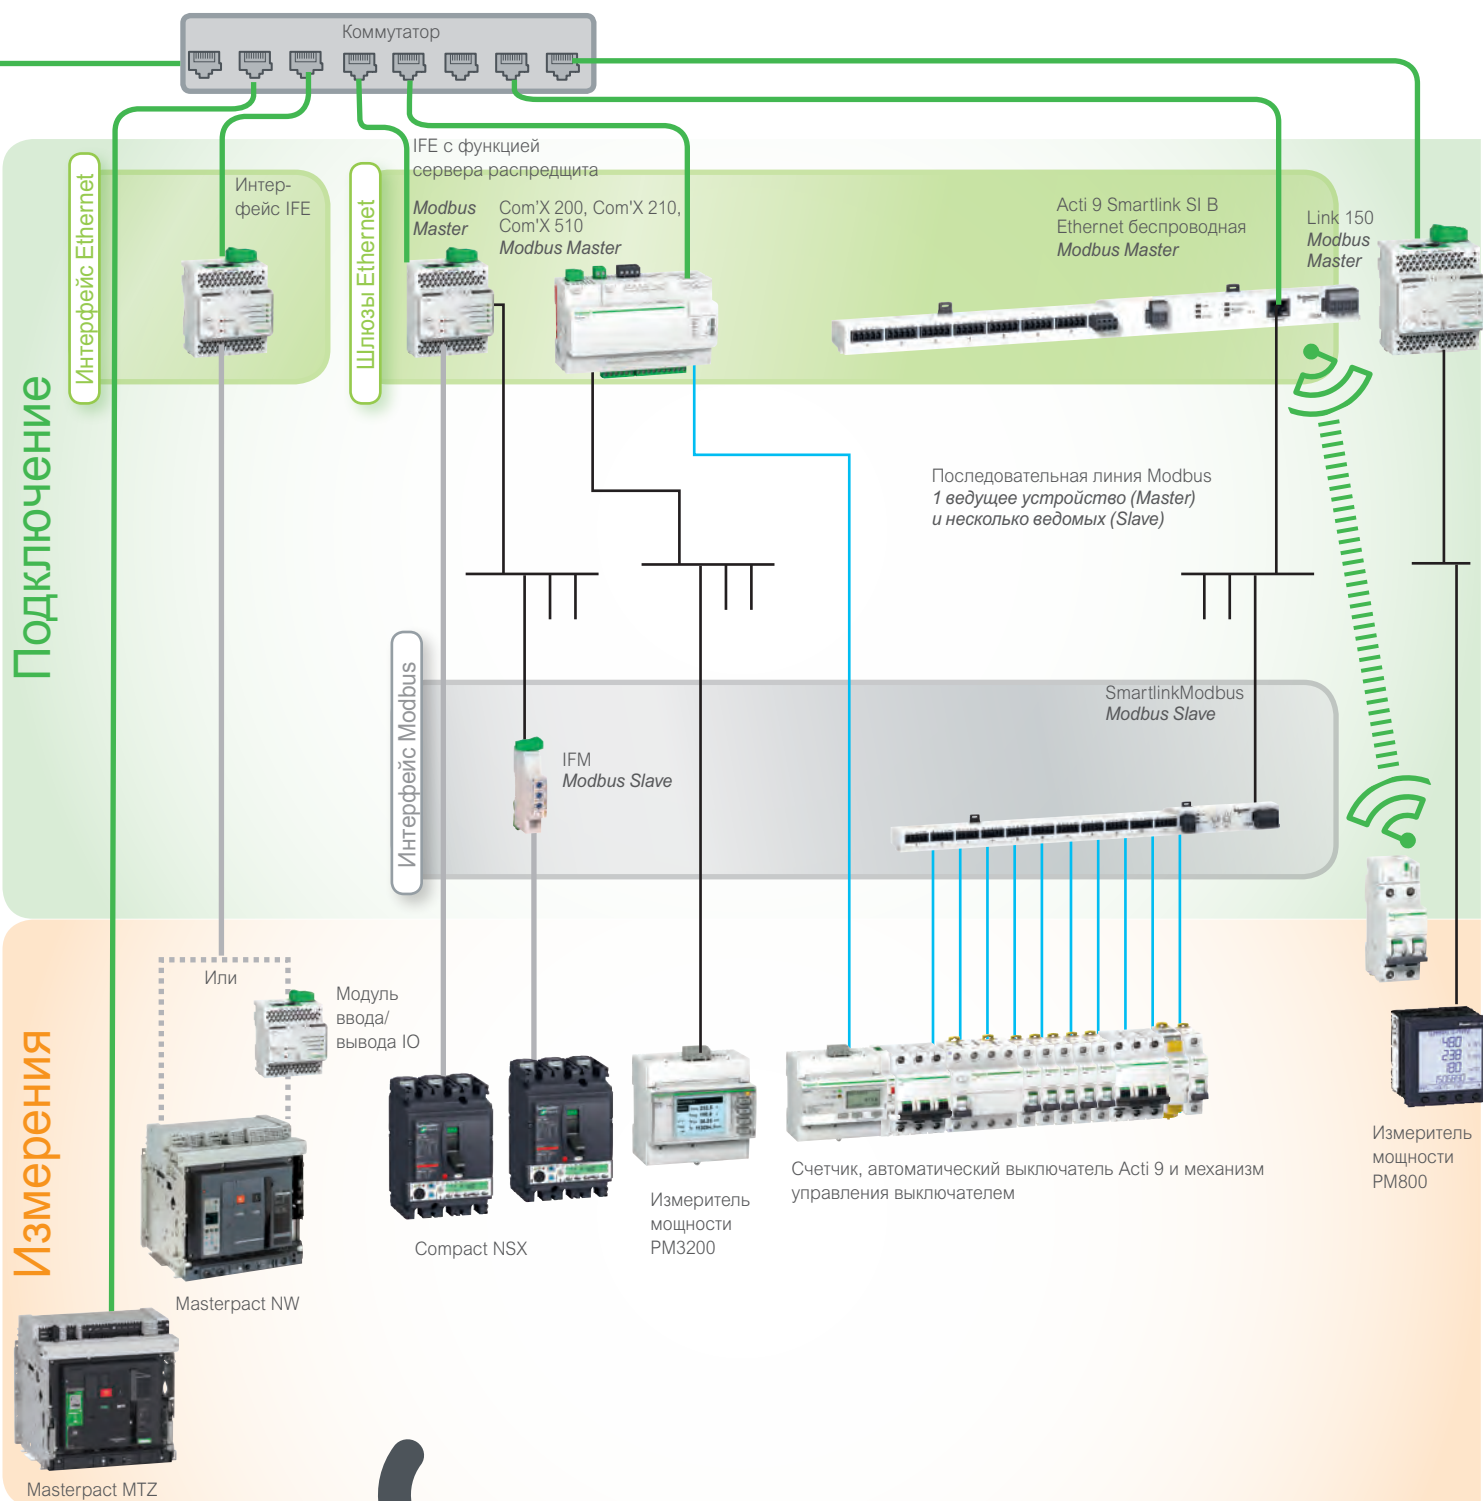 Коммутатор
IFE с функцией
сервера распредщита
Интер-
фейс IFE
Modbus
Master
Com'X 200, Com'X 210,
Com'X 510
Modbus Master
Acti 9 Smartlink SI B
Ethernet беспроводная
Modbus Master
Link 150
Modbus
Master
Интерфейс Ethernet
Шлюзы Ethernet
Подключение
Последовательная линия Modbus
1 ведущее устройство (Master)
и несколько ведомых (Slave)
Интерфейс Modbus
SmartlinkModbus
Modbus Slave
IFM
Modbus Slave
Измерения
Или
Модуль
ввода/
вывода IO
480
238
180
Измеритель
мощности
PM800
Счетчик, автоматический выключатель Acti 9 и механизм
управления выключателем
Измеритель
мощности
PM3200
Compact NSX
Masterpact NW
Masterpact MTZ